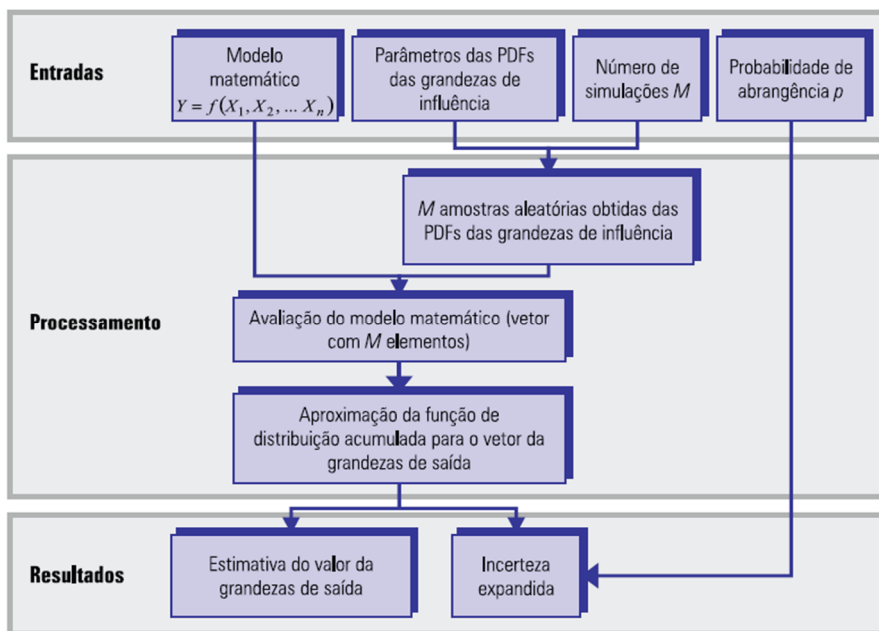 Entradas
Modelo
matemático
Y = f(X₁, X₂, ... Xₙ)
Parâmetros das PDFs
das grandezas de
influência
Número de
simulações M
Probabilidade de
abrangência p
Processamento
M amostras aleatórias obtidas das
PDFs das grandezas de influência
Avaliação do modelo matemático (vetor
com M elementos)
Aproximação da função de
distribuição acumulada para o vetor da
grandezas de saída
Resultados
Estimativa do valor da
grandezas de saída
Incerteza
expandida